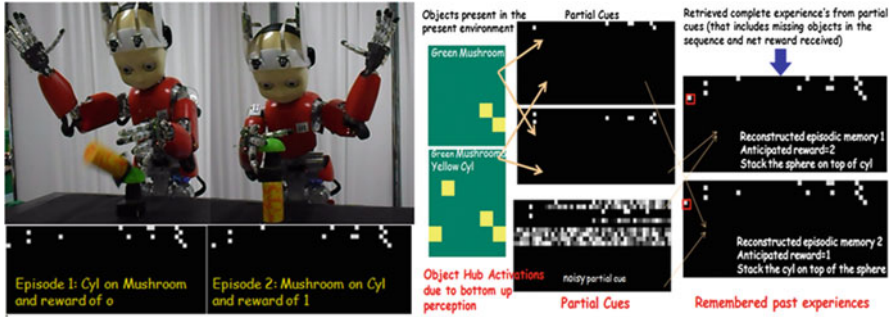 Episode 1: Cyl on Mushroom
and reward of 0
Episode 2: Mushroom on Cyl
and reward of 1
Objects present in the
present environment
Green Mushroom
Green Mushroom
Yellow Cyl
Object Hub Activations
due to bottom up
perception
Partial Cues
noisy partial cue
Partial Cues
Retrieved complete experience's from partial
cues (that includes missing objects in the
sequence and net reward received)
Reconstructed episodic memory 1
Anticipated reward=2
Stack the sphere on top of cyl
Reconstructed episodic memory 2
Anticipated reward=1
Stack the cyl on top of the sphere
Remembered past experiences